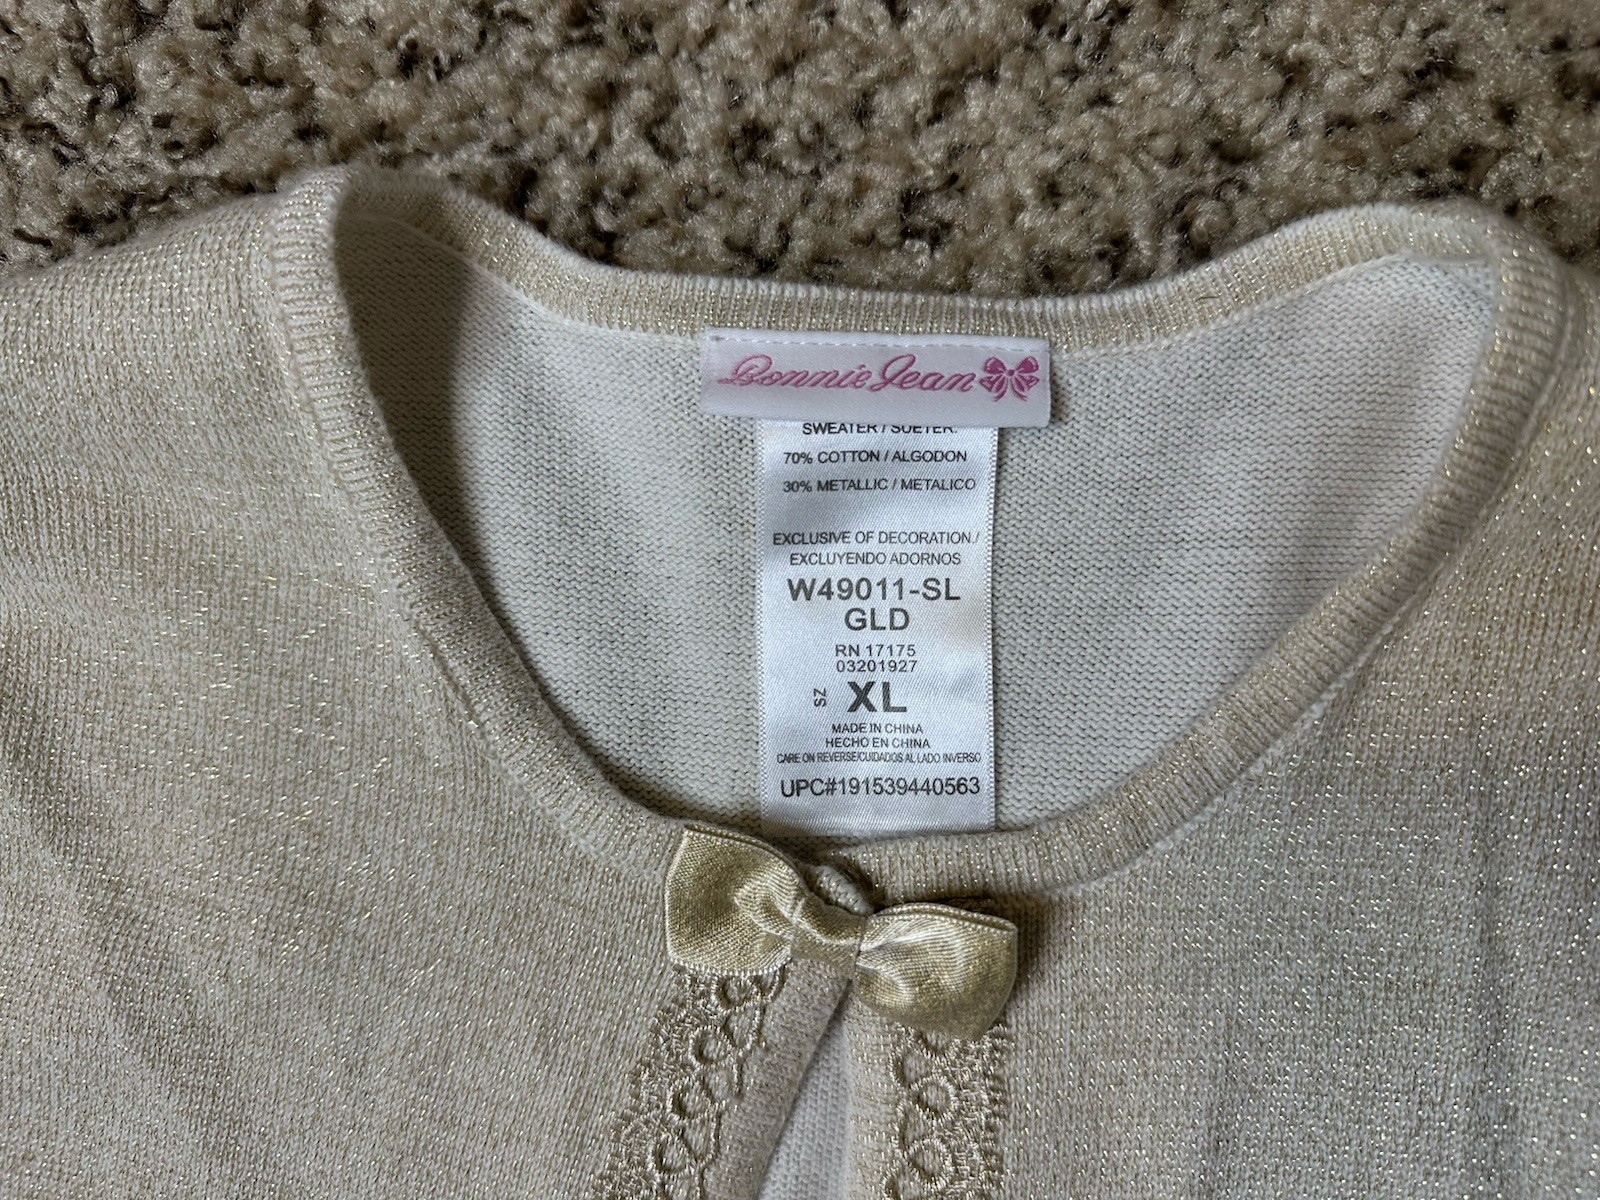 Bonnie Jean
SWEATER / SUETER:
70% COTTON / ALGODON
30% METALLIC / METALICO
EXCLUSIVE OF DECORATION./
EXCLUYENDO ADORNOS
W49011-SL
GLD
RN 17175
03201927
SZ XL
MADE IN CHINA
HECHO EN CHINA
CARE ON REVERSE/CUIDADOS AL LADO INVERSO
UPC#191539440563